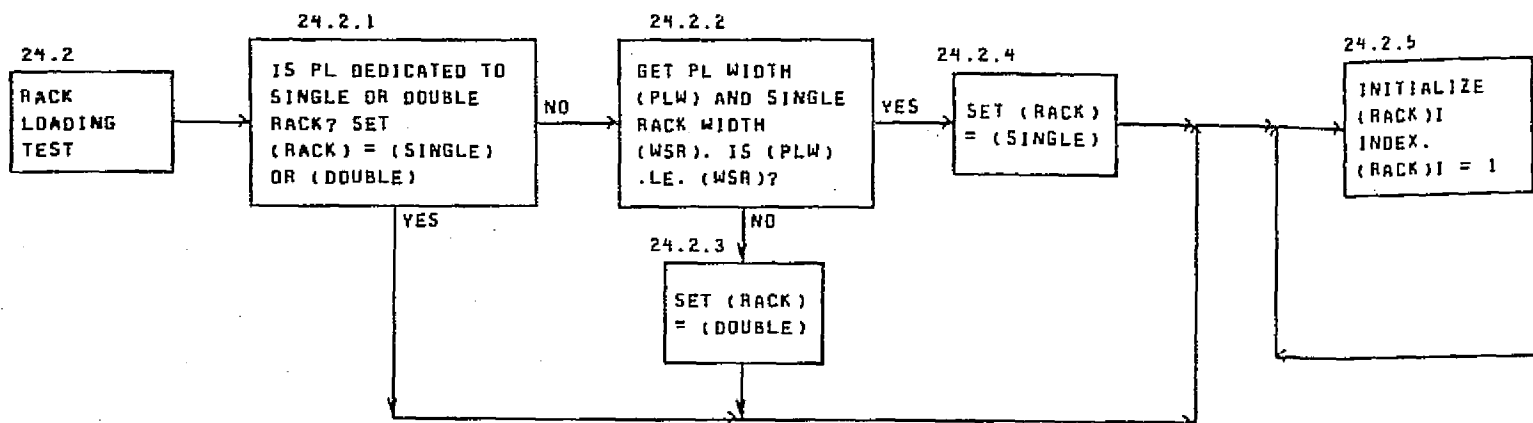 24.2
RACK
LOADING
TEST
24.2.1
IS PL DEDICATED TO
SINGLE OR DOUBLE
RACK? SET
(RACK) = (SINGLE)
OR (DOUBLE)
NO
YES
24.2.2
GET PL WIDTH
(PLW) AND SINGLE
RACK WIDTH
(WSR). IS (PLW)
.LE. (WSR)?
YES
NO
24.2.3
SET (RACK)
= (DOUBLE)
24.2.4
SET (RACK)
= (SINGLE)
24.2.5
INITIALIZE
(RACK)I
INDEX.
(RACK)I = 1